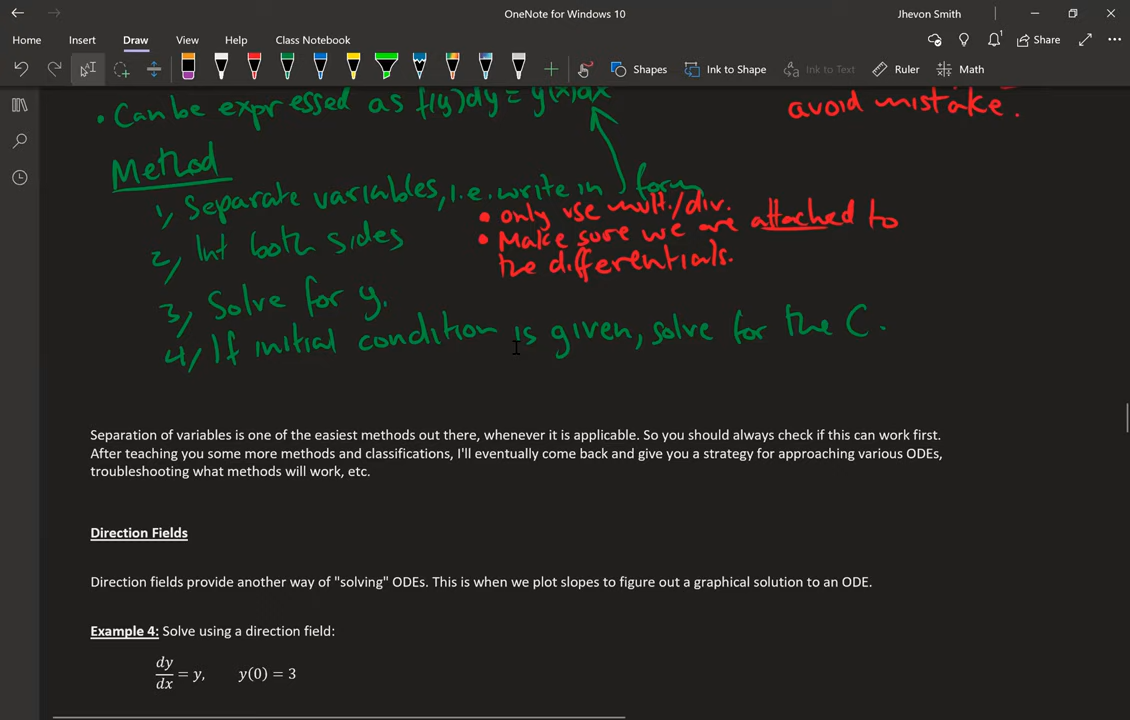 OneNote for Windows 10
Jhevon Smith
Home Insert Draw View Help Class Notebook
Share
Shapes Ink to Shape Ink to Text Ruler Math
• Can be expressed as f(y)dy = g(x)dx
avoid mistake.
Method
1, Separate variables, i.e. write in form
• only use mult./div.
2, Int both sides
• Make sure we are attached to
the differentials.
3, Solve for y.
4, If initial condition is given, solve for the C.
Separation of variables is one of the easiest methods out there, whenever it is applicable. So you should always check if this can work first.
After teaching you some more methods and classifications, I'll eventually come back and give you a strategy for approaching various ODEs,
troubleshooting what methods will work, etc.
Direction Fields
Direction fields provide another way of "solving" ODEs. This is when we plot slopes to figure out a graphical solution to an ODE.
Example 4: Solve using a direction field:
dy/dx = y, y(0) = 3